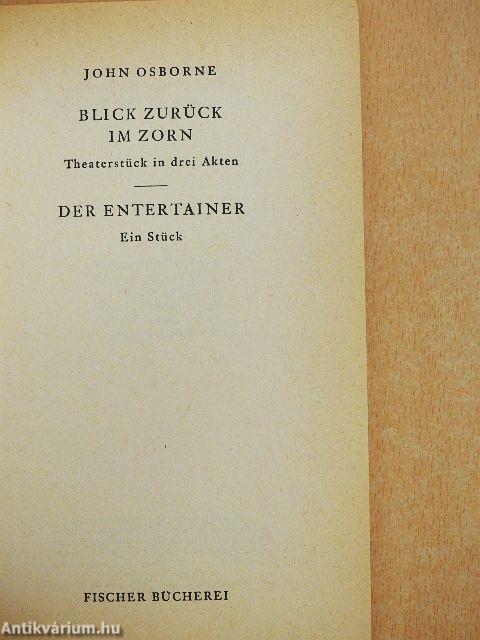 JOHN OSBORNE
BLICK ZURÜCK
IM ZORN
Theaterstück in drei Akten
DER ENTERTAINER
Ein Stück
FISCHER BÜCHEREI
Antikvárium.hu